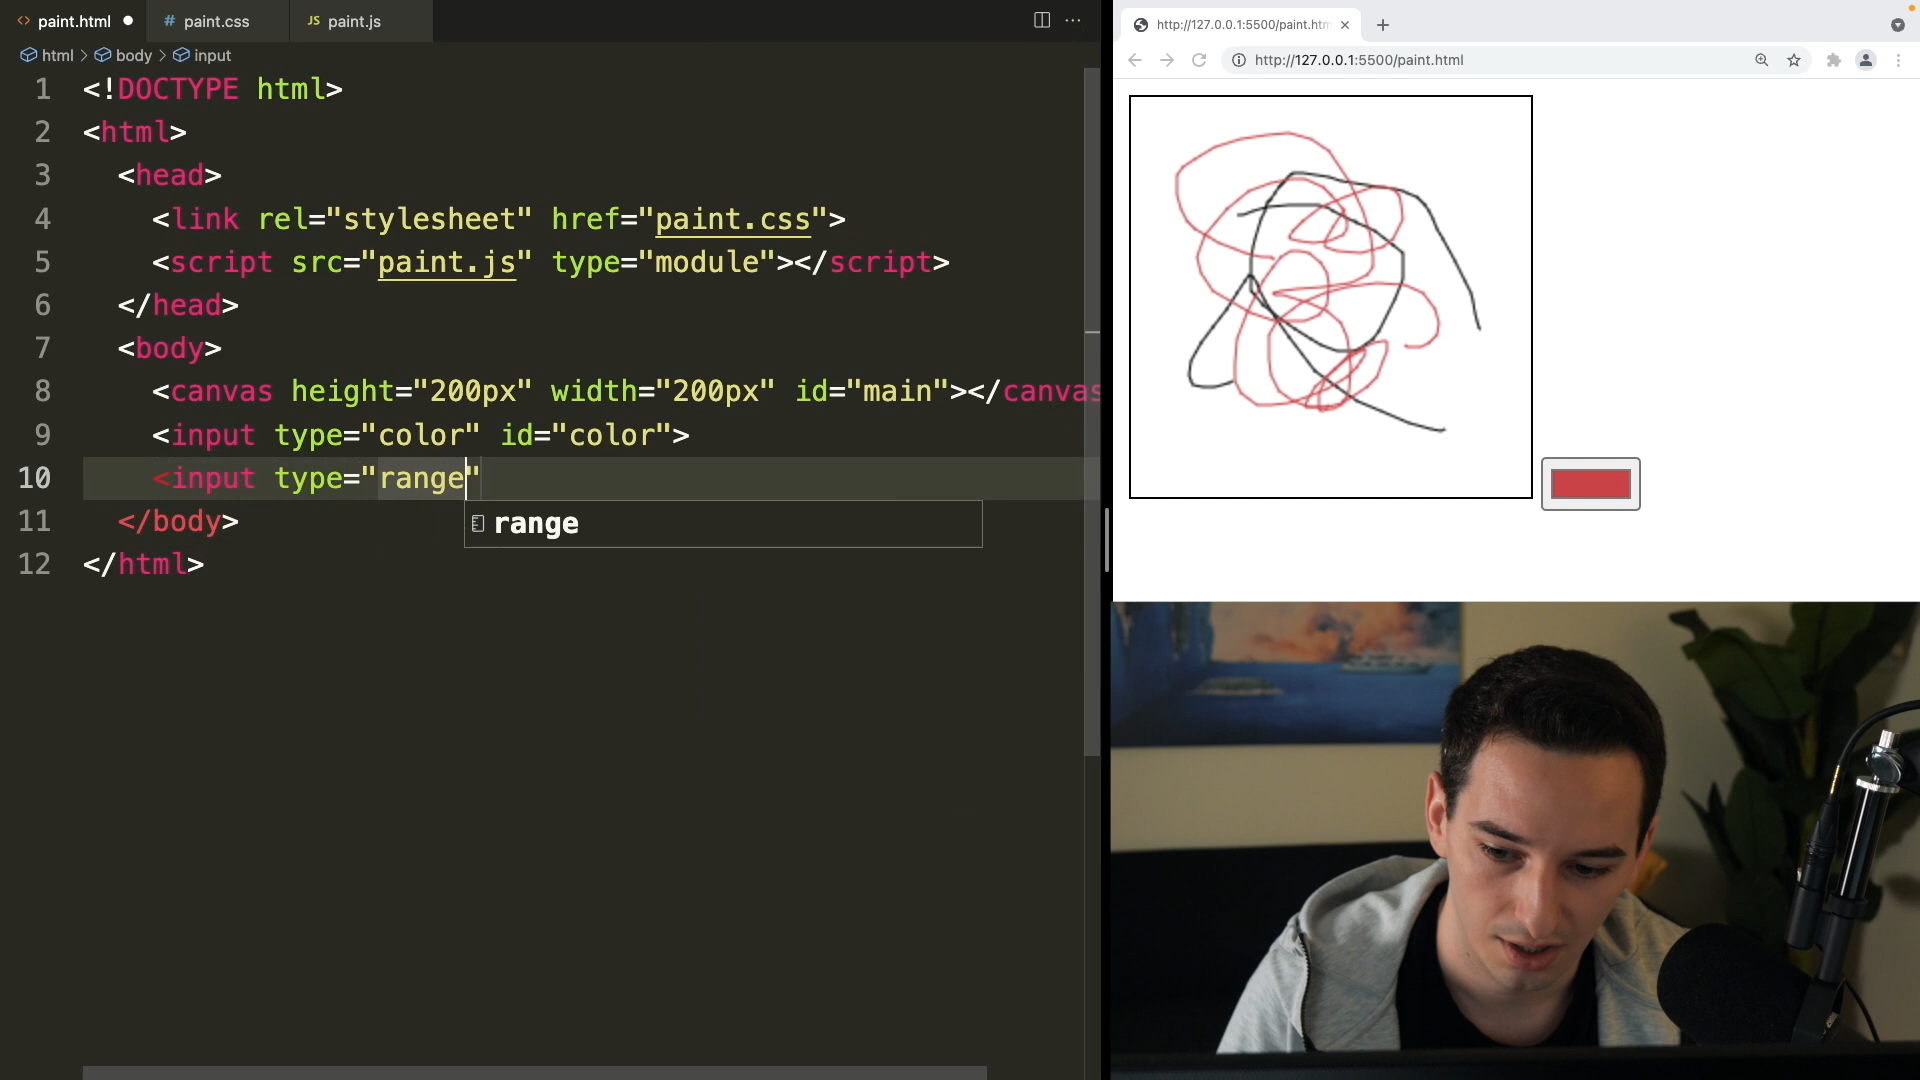 paint.html
paint.css
JS paint.js
html > body > input
1 <!DOCTYPE html>
2 <html>
3 <head>
4 <link rel="stylesheet" href="paint.css">
5 <script src="paint.js" type="module"></script>
6 </head>
7 <body>
8 <canvas height="200px" width="200px" id="main"></canvas
9 <input type="color" id="color">
10 <input type="range"
range
11 </body>
12 </html>
http://127.0.0.1:5500/paint.htm
http://127.0.0.1:5500/paint.html